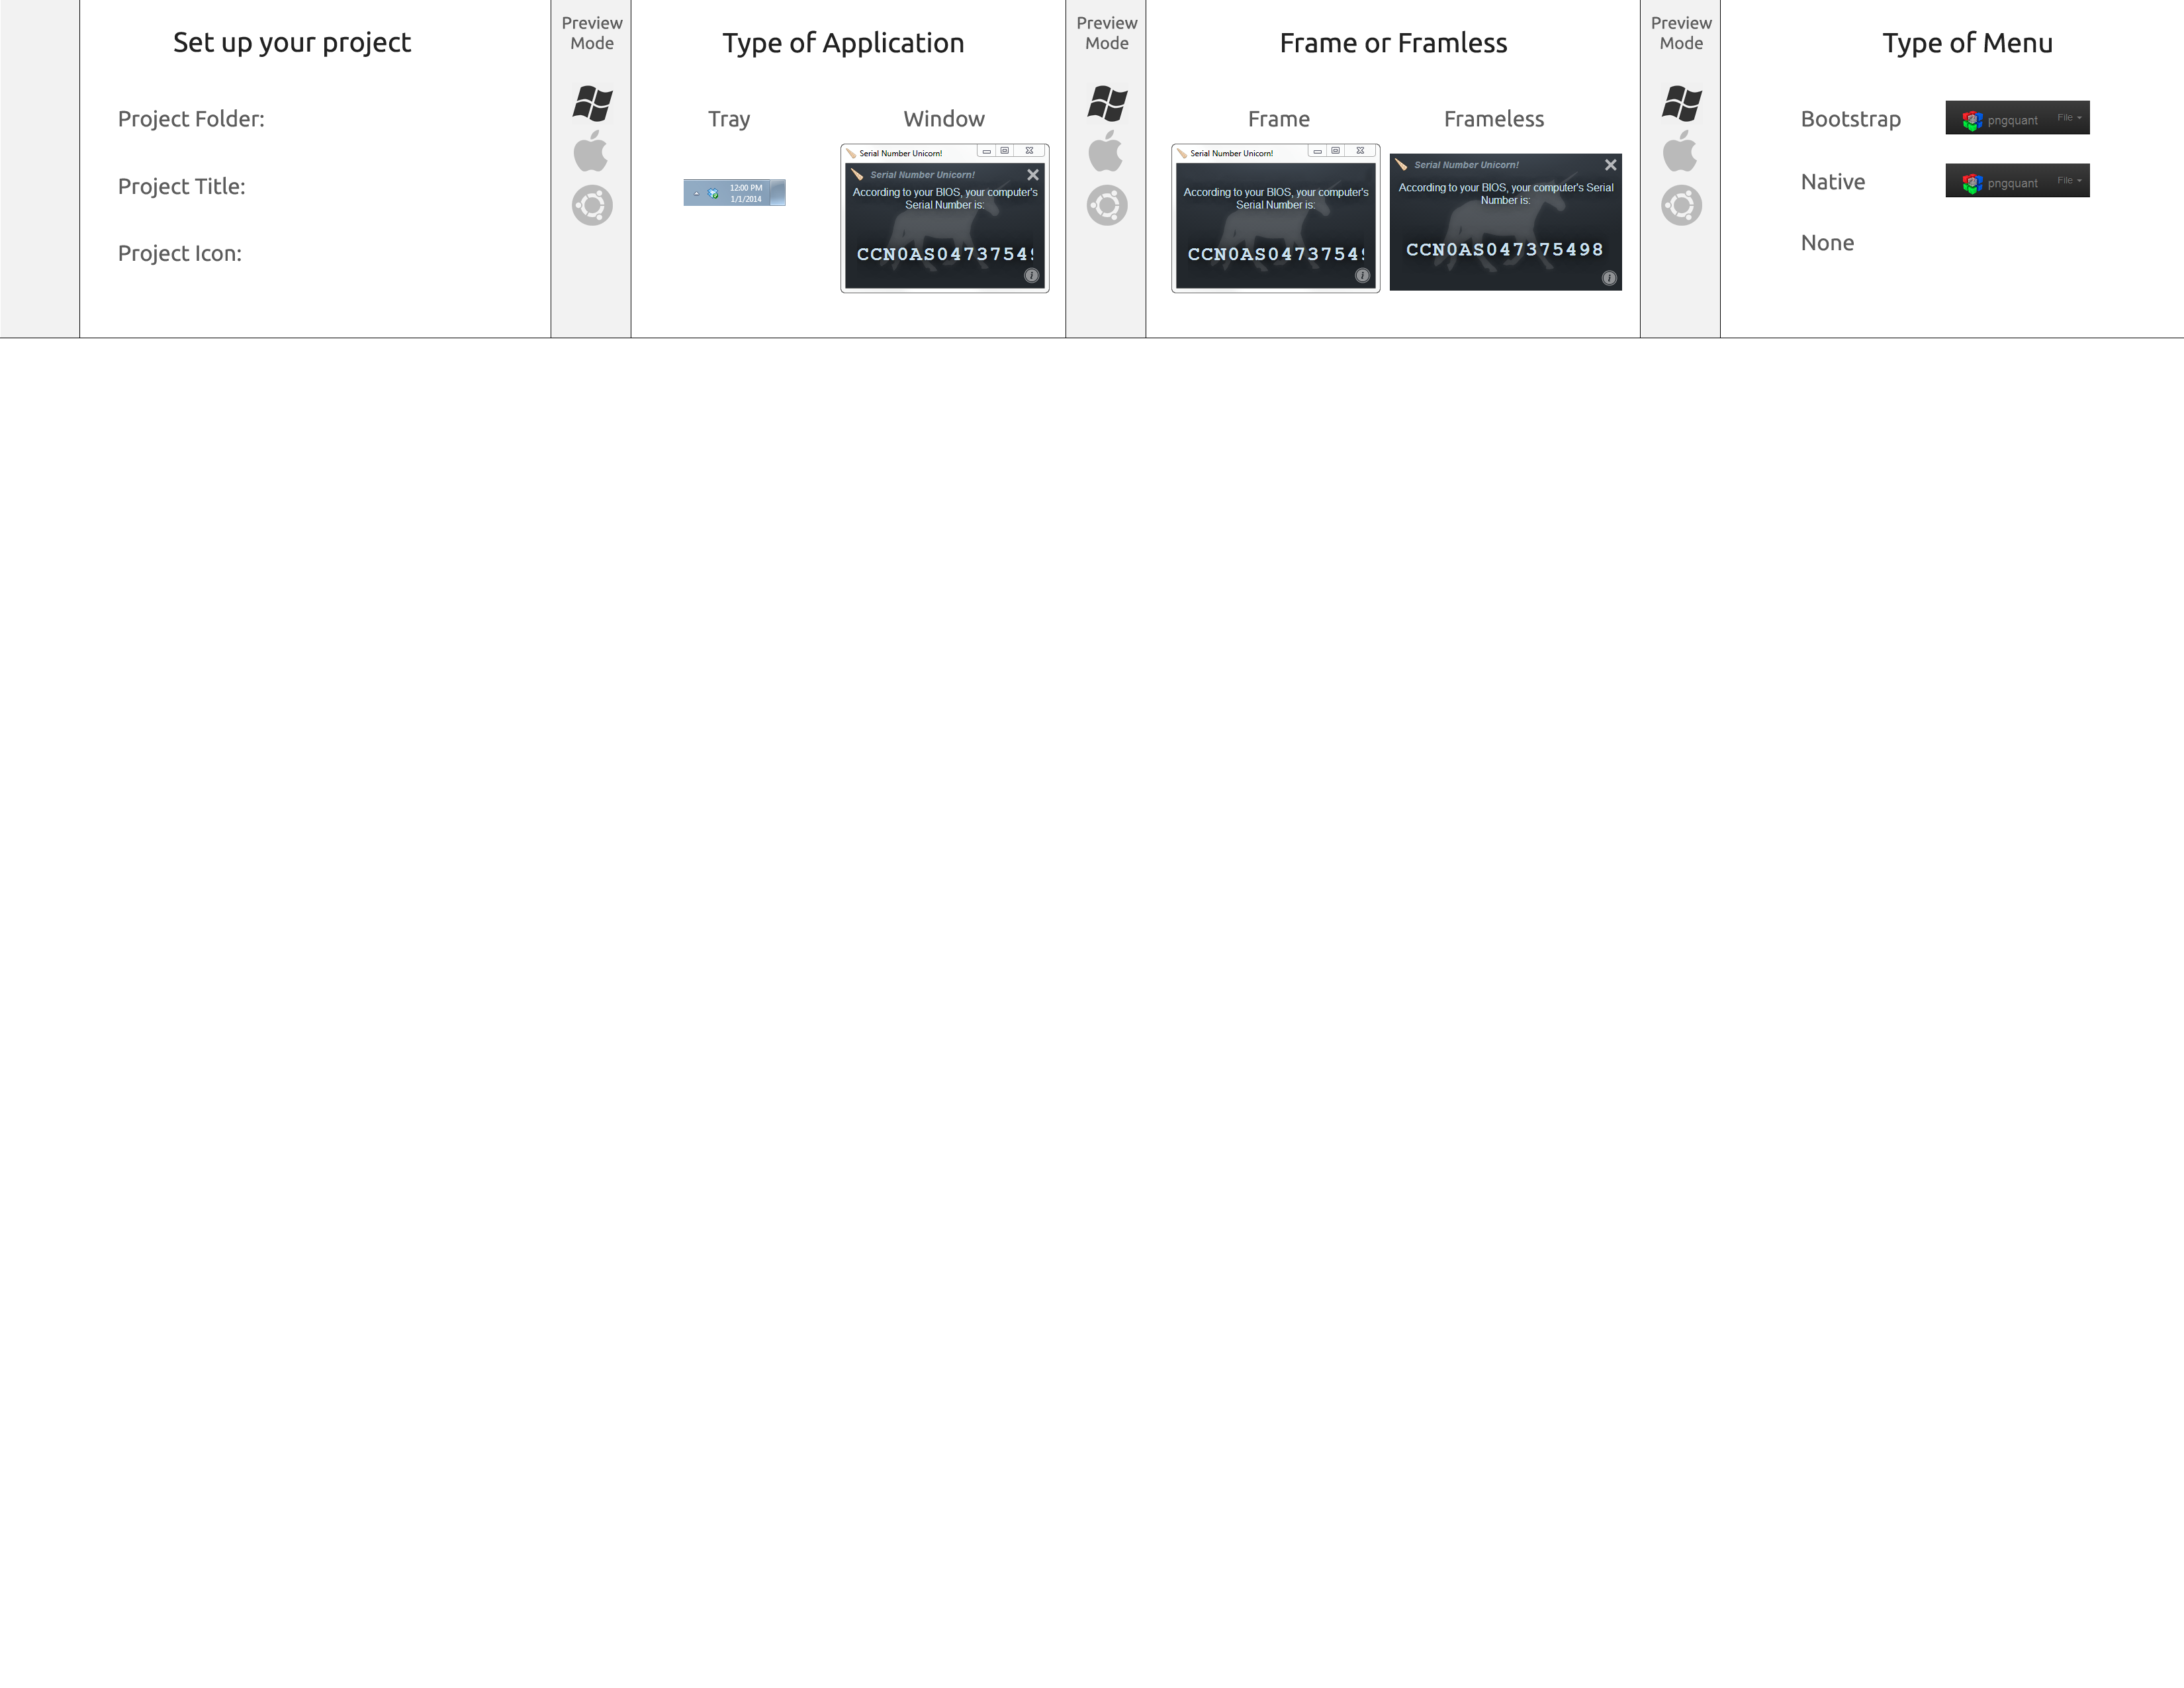 Set up your project
Project Folder:
Project Title:
Project Icon:
Preview
Mode
Type of Application
Tray
12:00 PM
1/1/2014
Window
Serial Number Unicorn!
Serial Number Unicorn!
According to your BIOS, your computer's
Serial Number is:
CCN0AS04737549
Preview
Mode
Frame or Framless
Frame
Serial Number Unicorn!
According to your BIOS, your computer's
Serial Number is:
CCN0AS04737549
Frameless
Serial Number Unicorn!
According to your BIOS, your computer's Serial
Number is:
CCN0AS047375498
Preview
Mode
Type of Menu
Bootstrap
pngquant File
Native
pngquant File
None